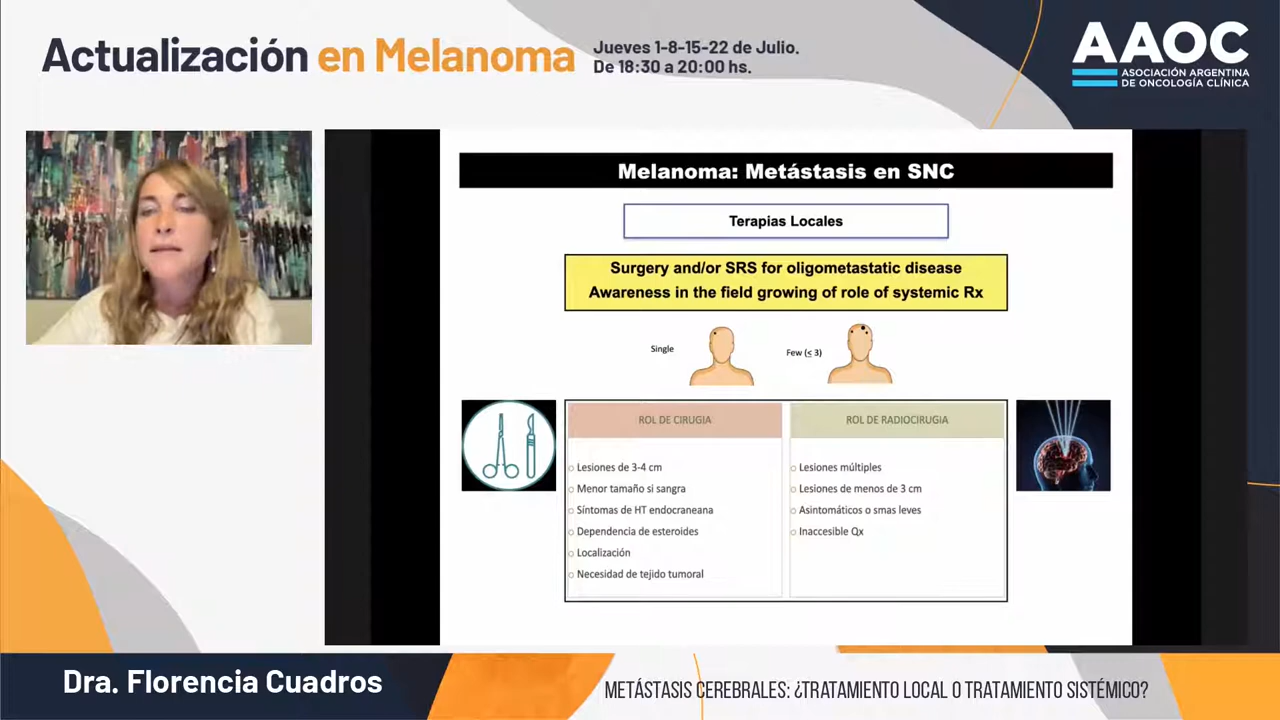 Actualización en Melanoma
Jueves 1-8-15-22 de Julio.
De 18:30 a 20:00 hs.
AAOC
ASOCIACIÓN ARGENTINA
DE ONCOLOGÍA CLÍNICA
Melanoma: Metástasis en SNC
Terapias Locales
Surgery and/or SRS for oligometastatic disease
Awareness in the field growing of role of systemic Rx
Single
Few (≤ 3)
ROL DE CIRUGIA
Lesiones de 3-4 cm
Menor tamaño si sangra
Síntomas de HT endocraneana
Dependencia de esteroides
Localización
Necesidad de tejido tumoral
ROL DE RADIOCIRUGIA
Lesiones múltiples
Lesiones de menos de 3 cm
Asintomáticos o smas leves
Inaccesible Qx
Dra. Florencia Cuadros
METÁSTASIS CEREBRALES: ¿TRATAMIENTO LOCAL O TRATAMIENTO SISTÉMICO?